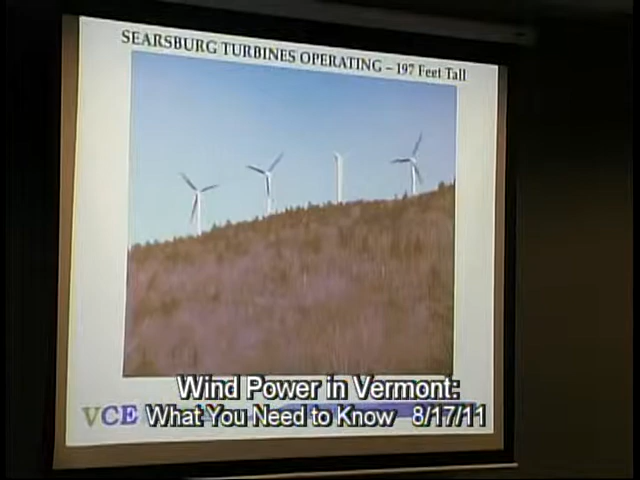 SEARSBURG TURBINES OPERATING – 197 Feet Tall
Wind Power in Vermont:
VCE What You Need to Know 8/17/11